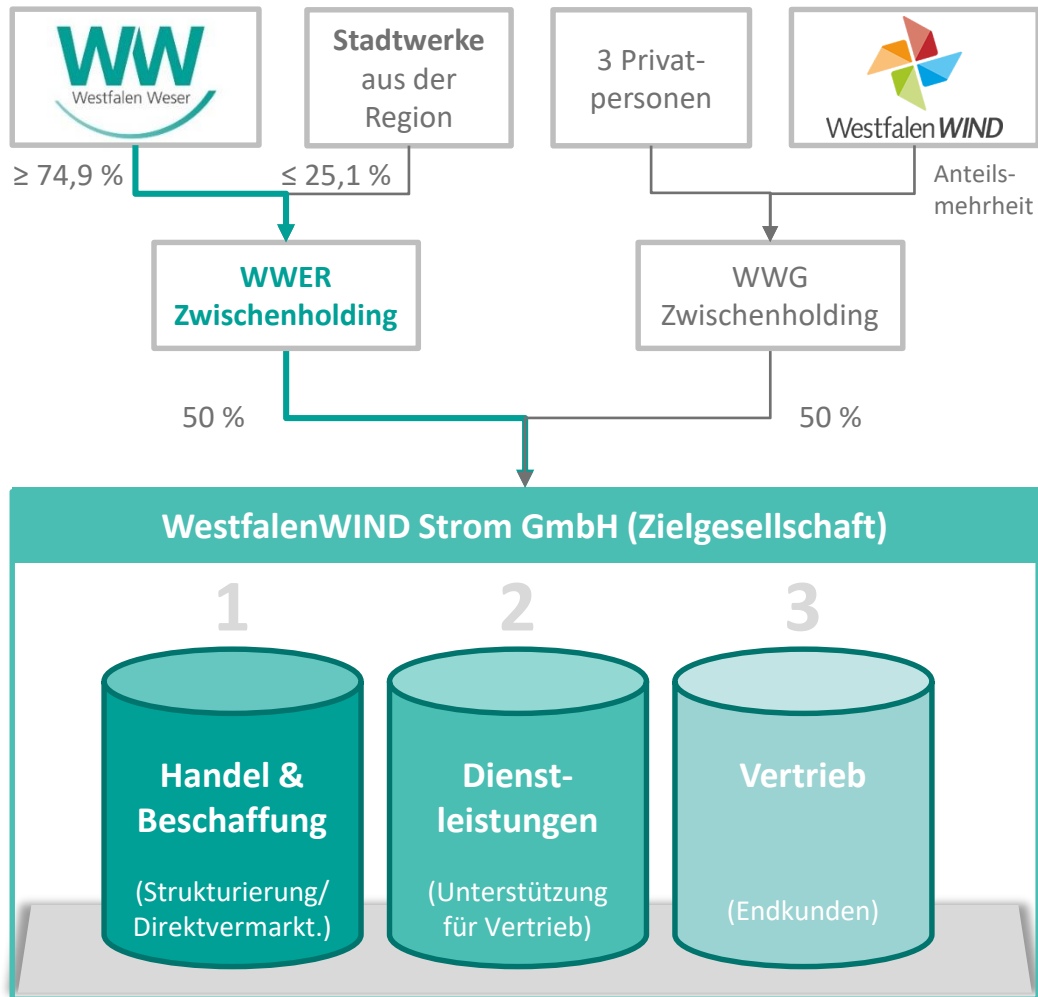 WW
Westfalen Weser
Stadtwerke
aus der
Region
3 Privat-
personen
WestfalenWIND
≥ 74,9 %
≤ 25,1 %
Anteils-
mehrheit
WWER
Zwischenholding
WWG
Zwischenholding
50 %
50 %
WestfalenWIND Strom GmbH (Zielgesellschaft)
1
2
3
Handel &
Beschaffung
(Strukturierung/
Direktvermarkt.)
Dienst-
leistungen
(Unterstützung
für Vertrieb)
Vertrieb
(Endkunden)